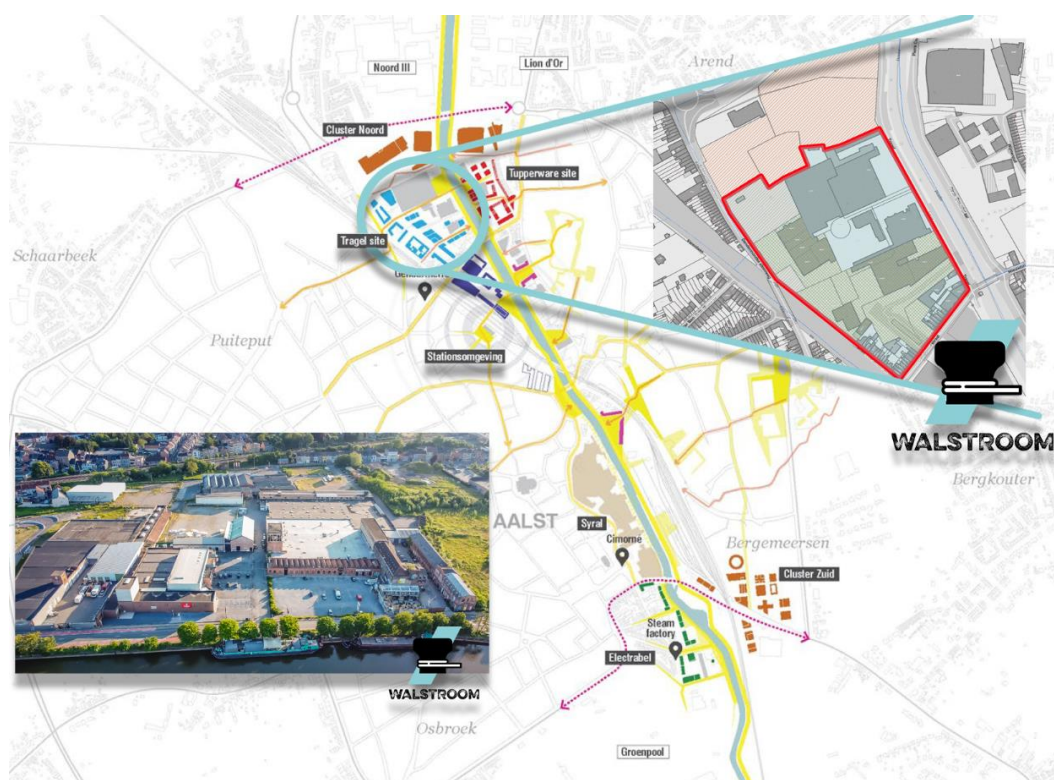 Noord III
Lion d'Or
Arend
Cluster Noord
Tupperware site
Tragel site
Schaarbeek
Puiteput
Stationsomgeving
WALSTROOM
Bergkouter
AALST
Syral
Cimorne
Bergemeersen
Cluster Zuid
Steam
factory
Electrabel
WALSTROOM
Osbroek
Groenpool